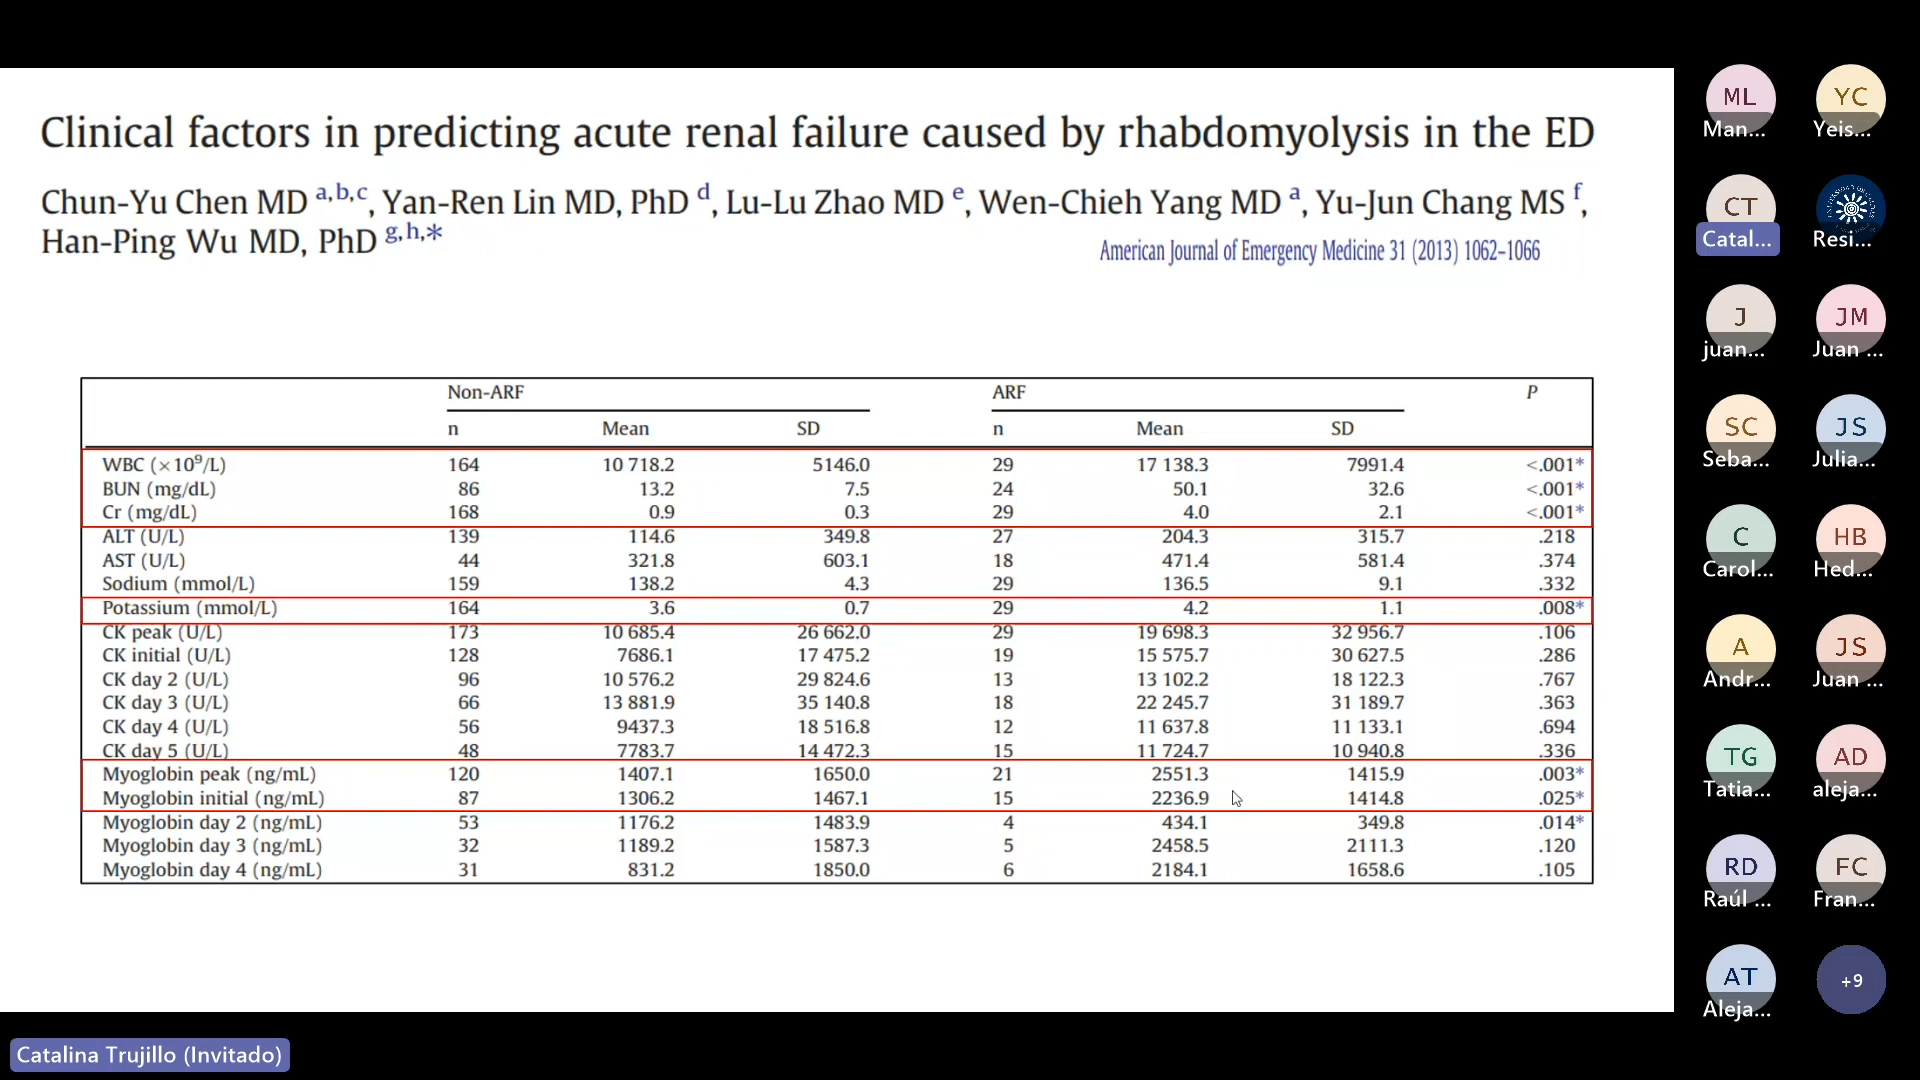 Clinical factors in predicting acute renal failure caused by rhabdomyolysis in the ED
Chun-Yu Chen MD a,b,c, Yan-Ren Lin MD, PhD d, Lu-Lu Zhao MD e, Wen-Chieh Yang MD a, Yu-Jun Chang MS f,
Han-Ping Wu MD, PhD g,h,*
American Journal of Emergency Medicine 31 (2013) 1062–1066
Non-ARF ARF P
n Mean SD n Mean SD
WBC (×10⁹/L) 164 10 718.2 5146.0 29 17 138.3 7991.4 <.001*
BUN (mg/dL) 86 13.2 7.5 24 50.1 32.6 <.001*
Cr (mg/dL) 168 0.9 0.3 29 4.0 2.1 <.001*
ALT (U/L) 139 114.6 349.8 27 204.3 315.7 .218
AST (U/L) 44 321.8 603.1 18 471.4 581.4 .374
Sodium (mmol/L) 159 138.2 4.3 29 136.5 9.1 .332
Potassium (mmol/L) 164 3.6 0.7 29 4.2 1.1 .008*
CK peak (U/L) 173 10 685.4 26 662.0 29 19 698.3 32 956.7 .106
CK initial (U/L) 128 7686.1 17 475.2 19 15 575.7 30 627.5 .286
CK day 2 (U/L) 96 10 576.2 29 824.6 13 13 102.2 18 122.3 .767
CK day 3 (U/L) 66 13 881.9 35 140.8 18 22 245.7 31 189.7 .363
CK day 4 (U/L) 56 9437.3 18 516.8 12 11 637.8 11 133.1 .694
CK day 5 (U/L) 48 7783.7 14 472.3 15 11 724.7 10 940.8 .336
Myoglobin peak (ng/mL) 120 1407.1 1650.0 21 2551.3 1415.9 .003*
Myoglobin initial (ng/mL) 87 1306.2 1467.1 15 2236.9 1414.8 .025*
Myoglobin day 2 (ng/mL) 53 1176.2 1483.9 4 434.1 349.8 .014*
Myoglobin day 3 (ng/mL) 32 1189.2 1587.3 5 2458.5 2111.3 .120
Myoglobin day 4 (ng/mL) 31 831.2 1850.0 6 2184.1 1658.6 .105
ML YC
Man... Yeis...
CT
Catal... Resi...
J JM
juan... Juan ...
SC JS
Seba... Julia...
C HB
Carol... Hed...
A JS
Andr... Juan ...
TG AD
Tatia... aleja...
RD FC
Raúl ... Fran...
AT +9
Aleja...
Catalina Trujillo (Invitado)